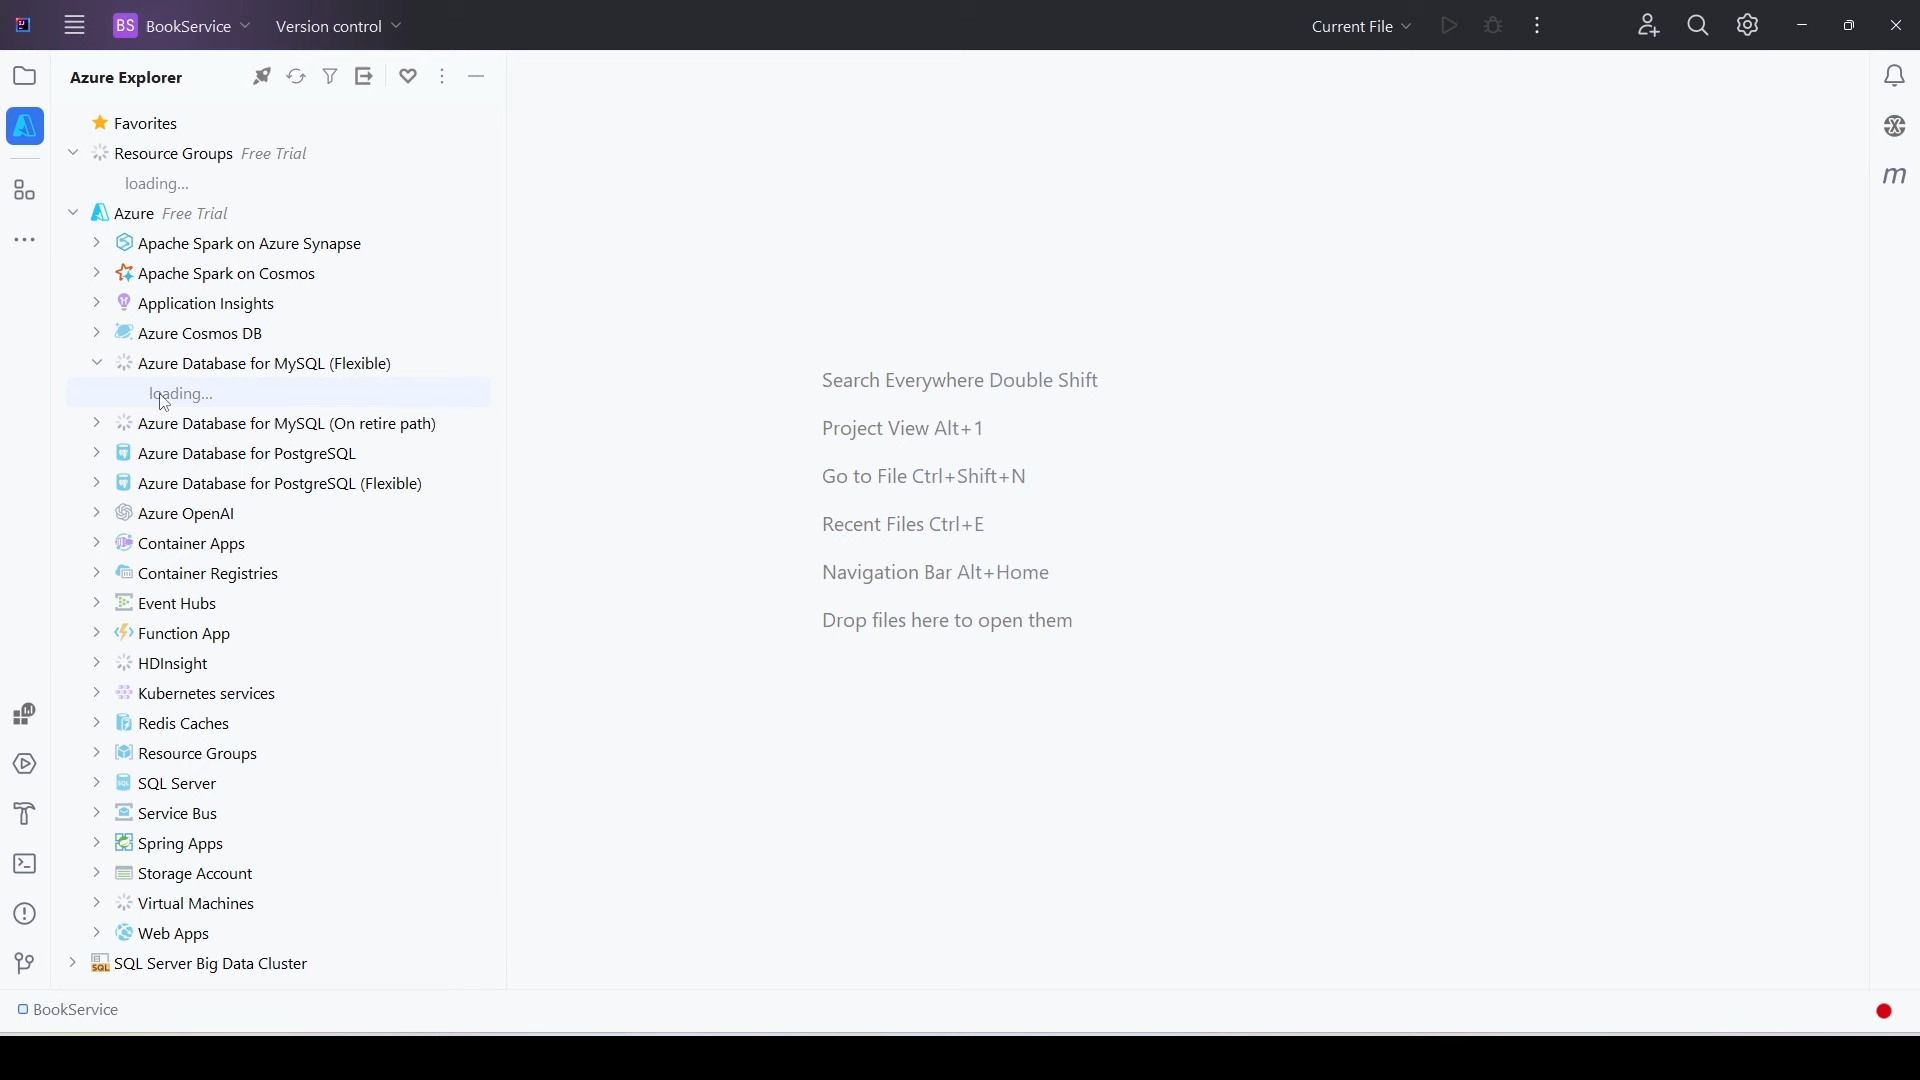 BS BookService Version control Current File
Azure Explorer
Favorites
Resource Groups Free Trial
loading...
Azure Free Trial
Apache Spark on Azure Synapse
Apache Spark on Cosmos
Application Insights
Azure Cosmos DB
Azure Database for MySQL (Flexible)
loading...
Azure Database for MySQL (On retire path)
Azure Database for PostgreSQL
Azure Database for PostgreSQL (Flexible)
Azure OpenAI
Container Apps
Container Registries
Event Hubs
Function App
HDInsight
Kubernetes services
Redis Caches
Resource Groups
SQL Server
Service Bus
Spring Apps
Storage Account
Virtual Machines
Web Apps
SQL Server Big Data Cluster
Search Everywhere Double Shift
Project View Alt+1
Go to File Ctrl+Shift+N
Recent Files Ctrl+E
Navigation Bar Alt+Home
Drop files here to open them
m
BookService